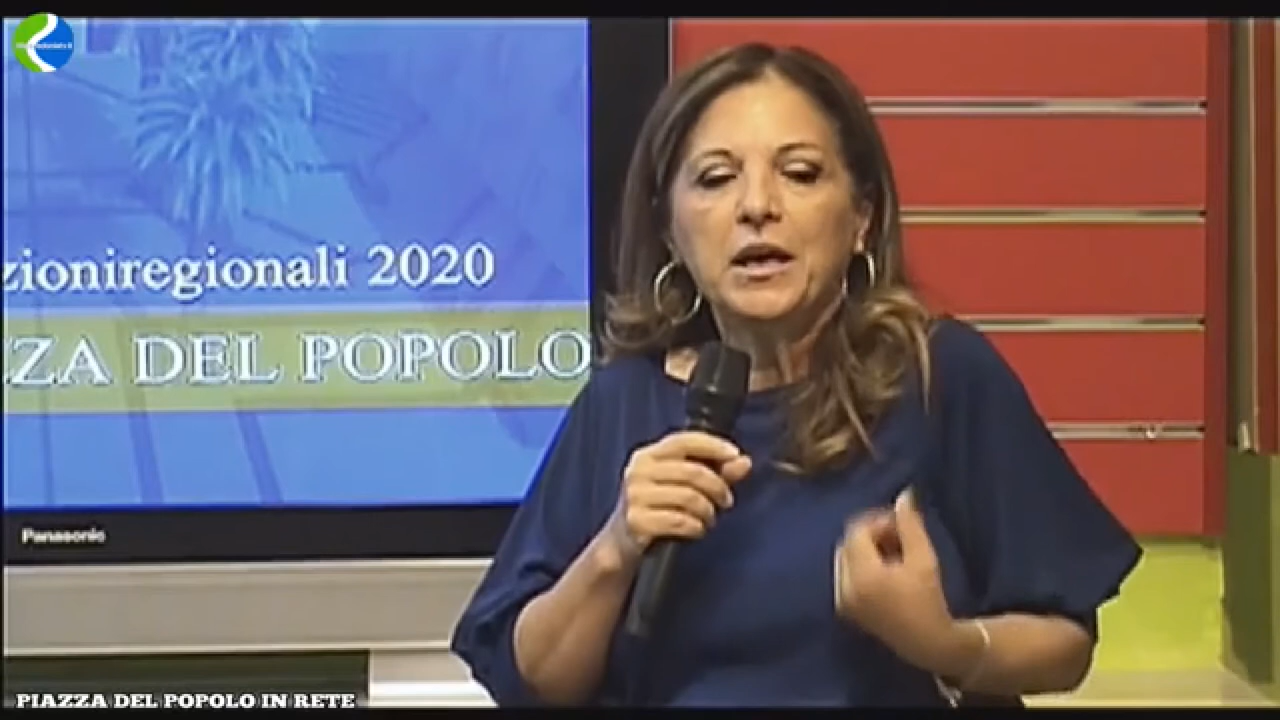 zioniregionali 2020
ZZA DEL POPOLO
Panasonic
PIAZZA DEL POPOLO IN RETE